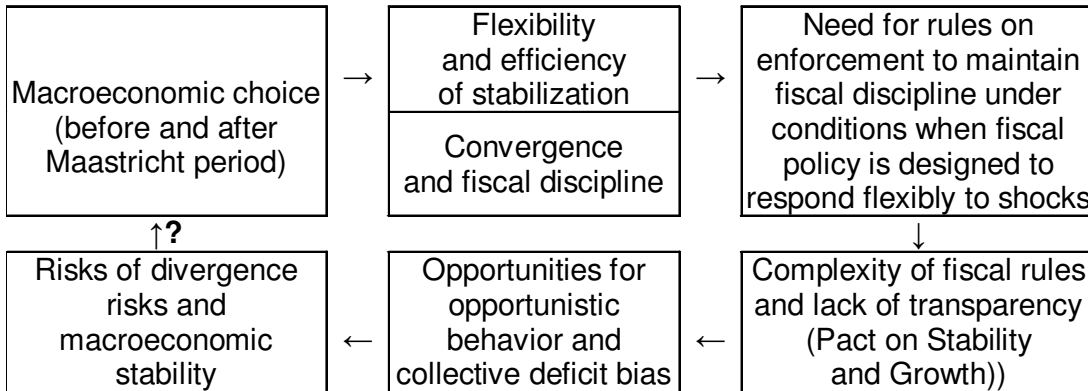 Macroeconomic choice
(before and after
Maastricht period)
→
Flexibility
and efficiency
of stabilization
Convergence
and fiscal discipline
→
Need for rules on
enforcement to maintain
fiscal discipline under
conditions when fiscal
policy is designed to
respond flexibly to shocks
↑?
↓
Risks of divergence
risks and
macroeconomic
stability
←
Opportunities for
opportunistic
behavior and
collective deficit bias
←
Complexity of fiscal rules
and lack of transparency
(Pact on Stability
and Growth))